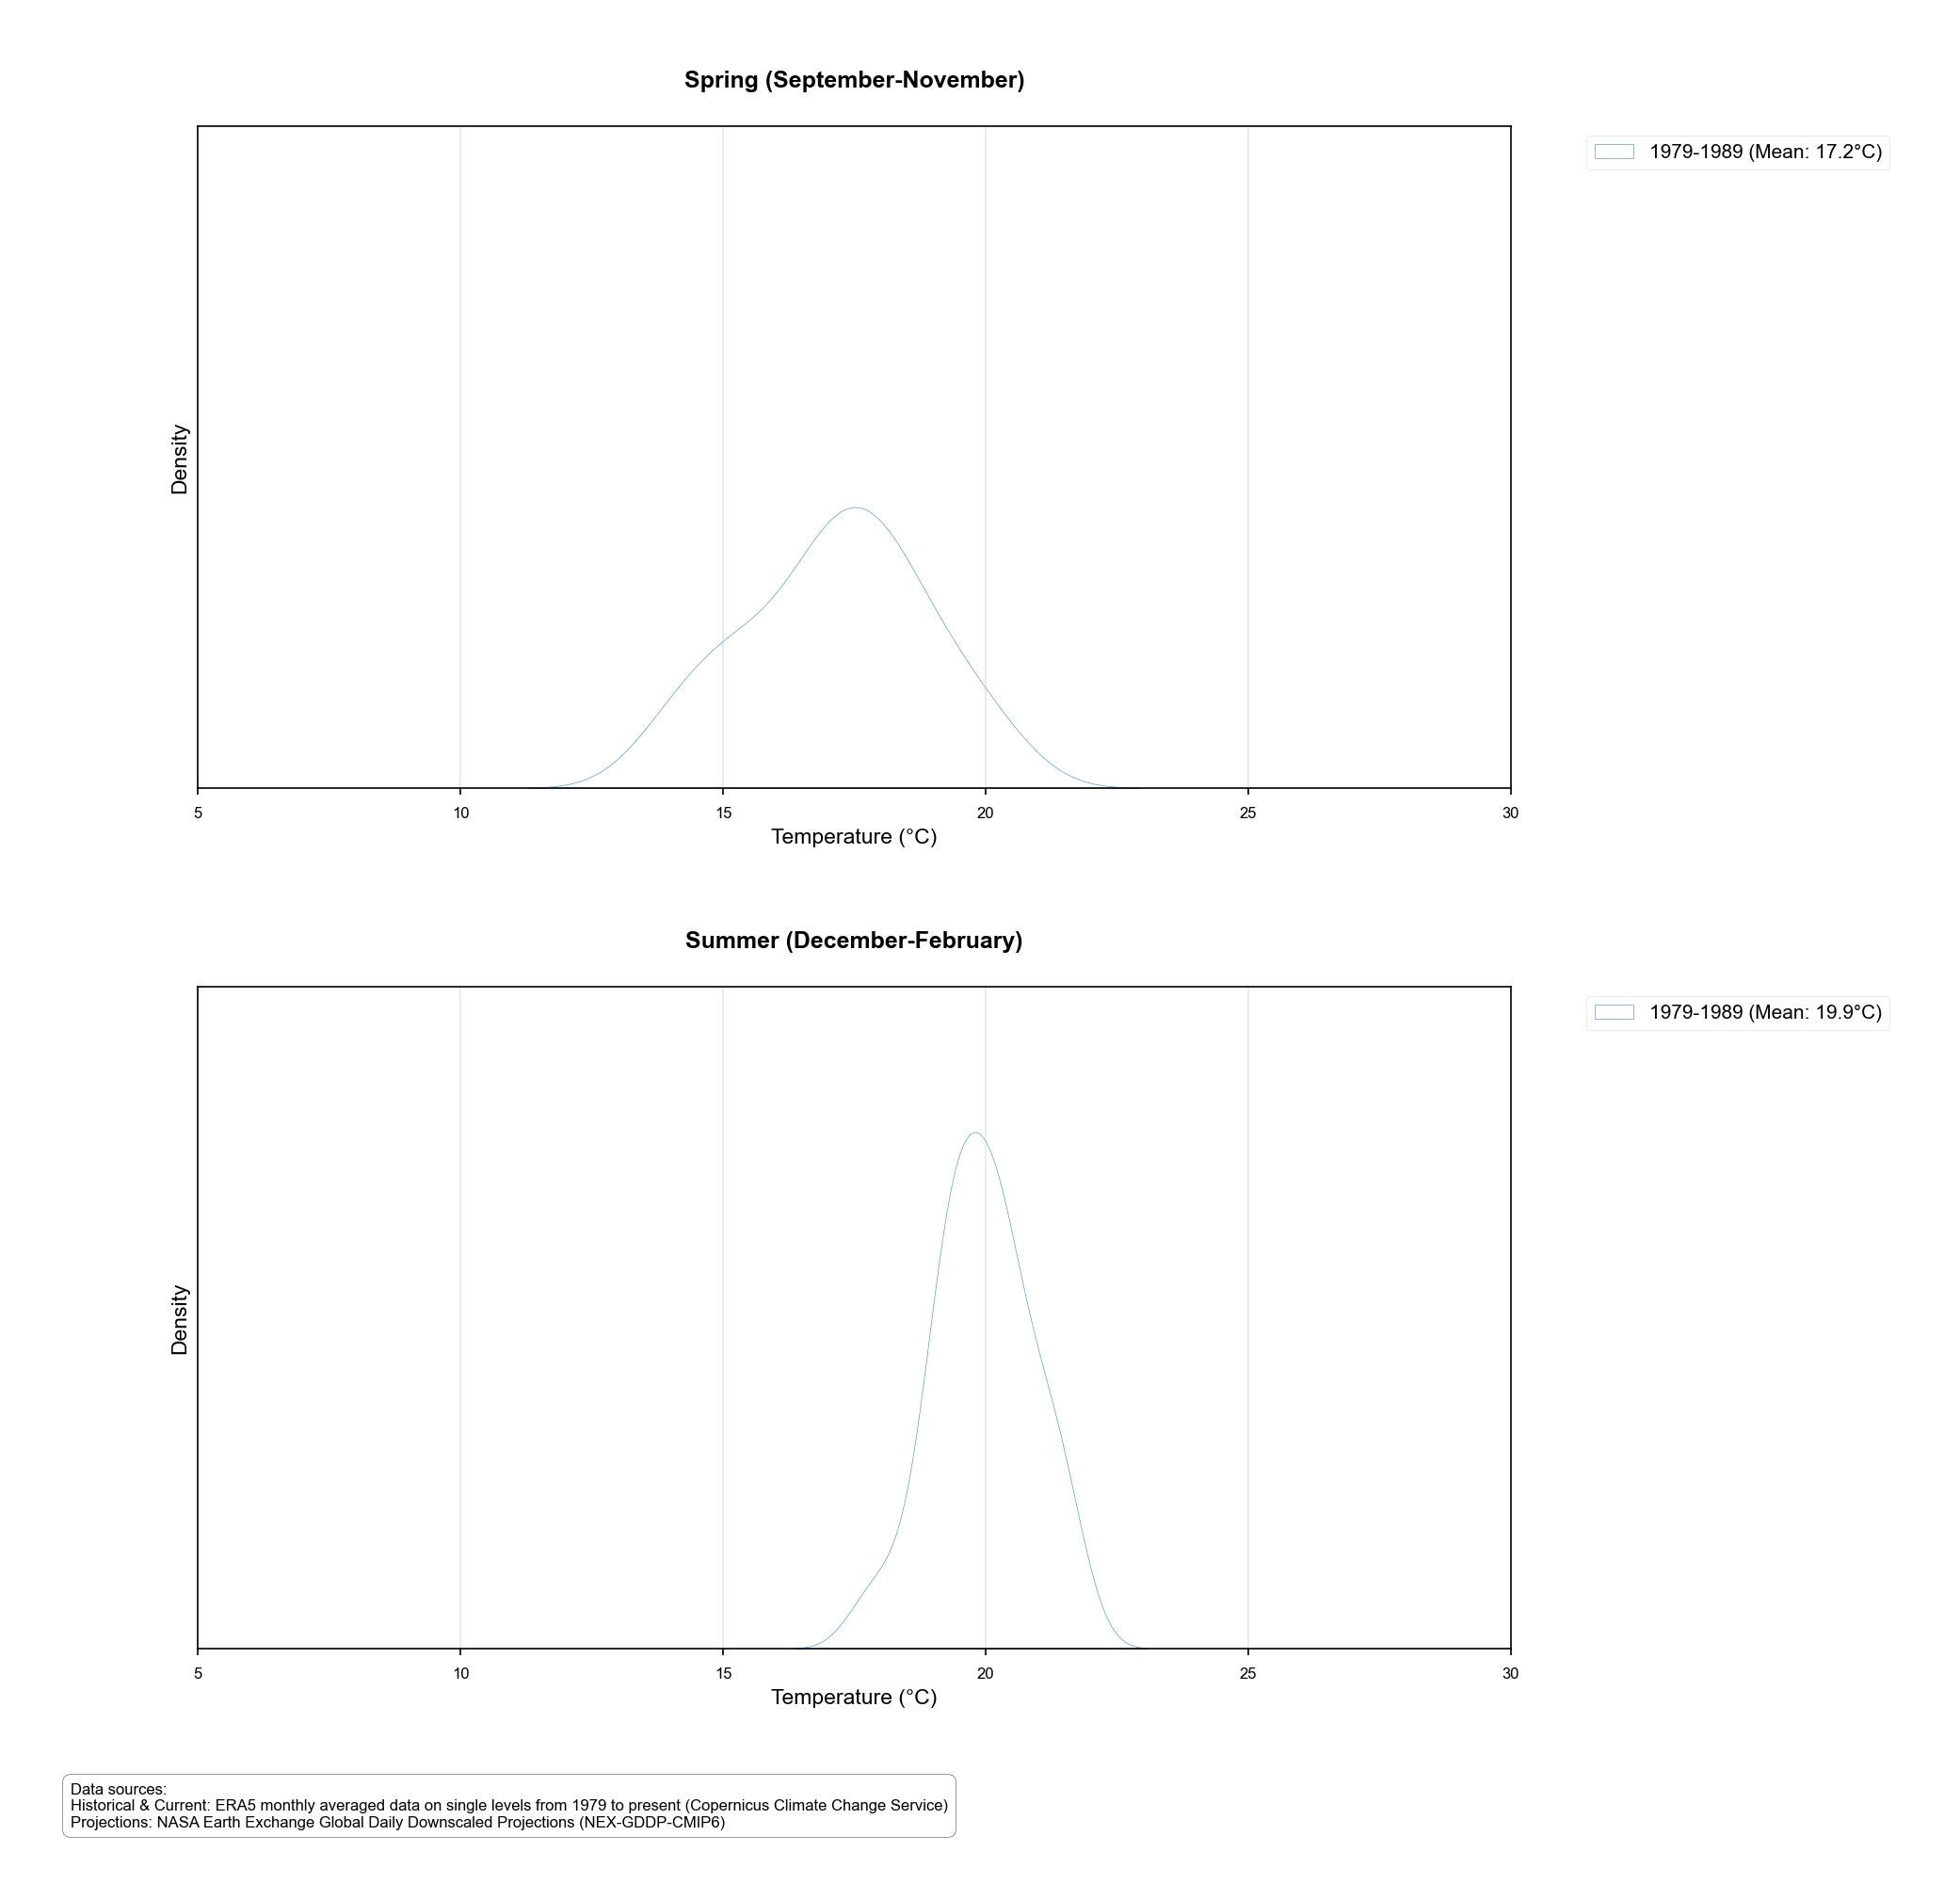 Spring (September-November)
1979-1989 (Mean: 17.2°C)
Density
5 10 15 20 25 30
Temperature (°C)
Summer (December-February)
1979-1989 (Mean: 19.9°C)
Density
5 10 15 20 25 30
Temperature (°C)
Data sources:
Historical & Current: ERA5 monthly averaged data on single levels from 1979 to present (Copernicus Climate Change Service)
Projections: NASA Earth Exchange Global Daily Downscaled Projections (NEX-GDDP-CMIP6)